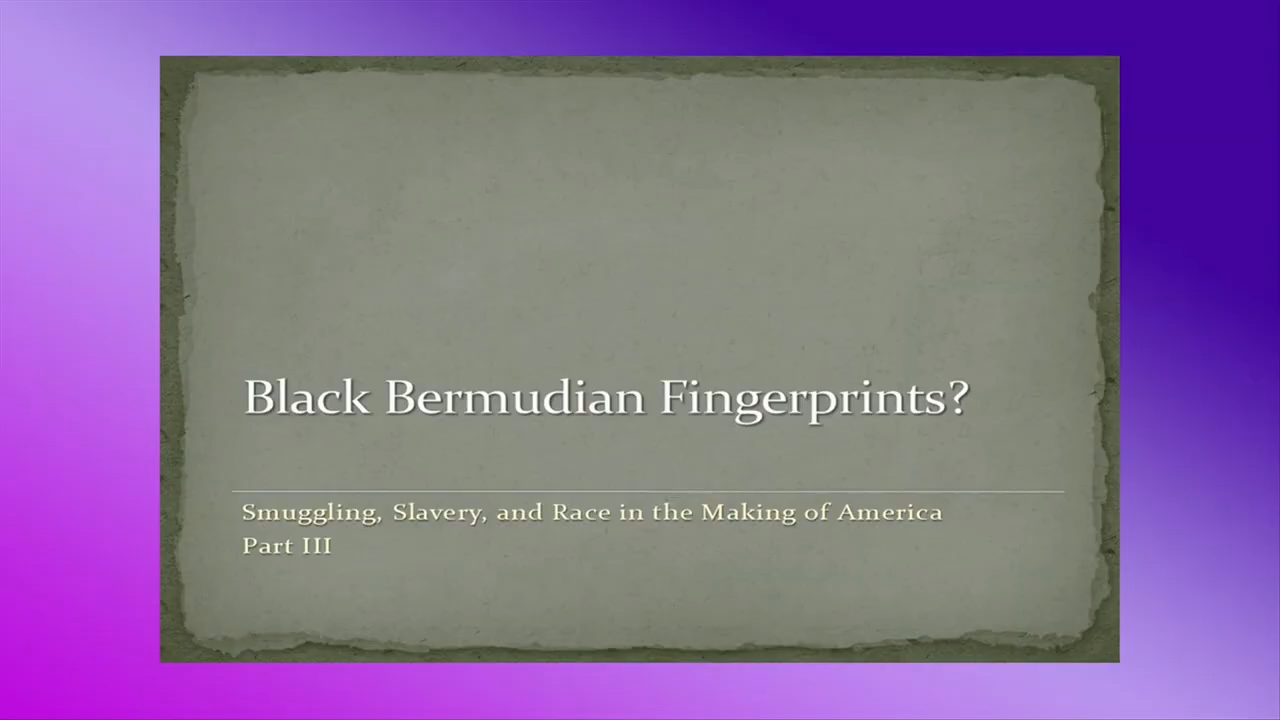 Black Bermudian Fingerprints?
Smuggling, Slavery, and Race in the Making of America
Part III